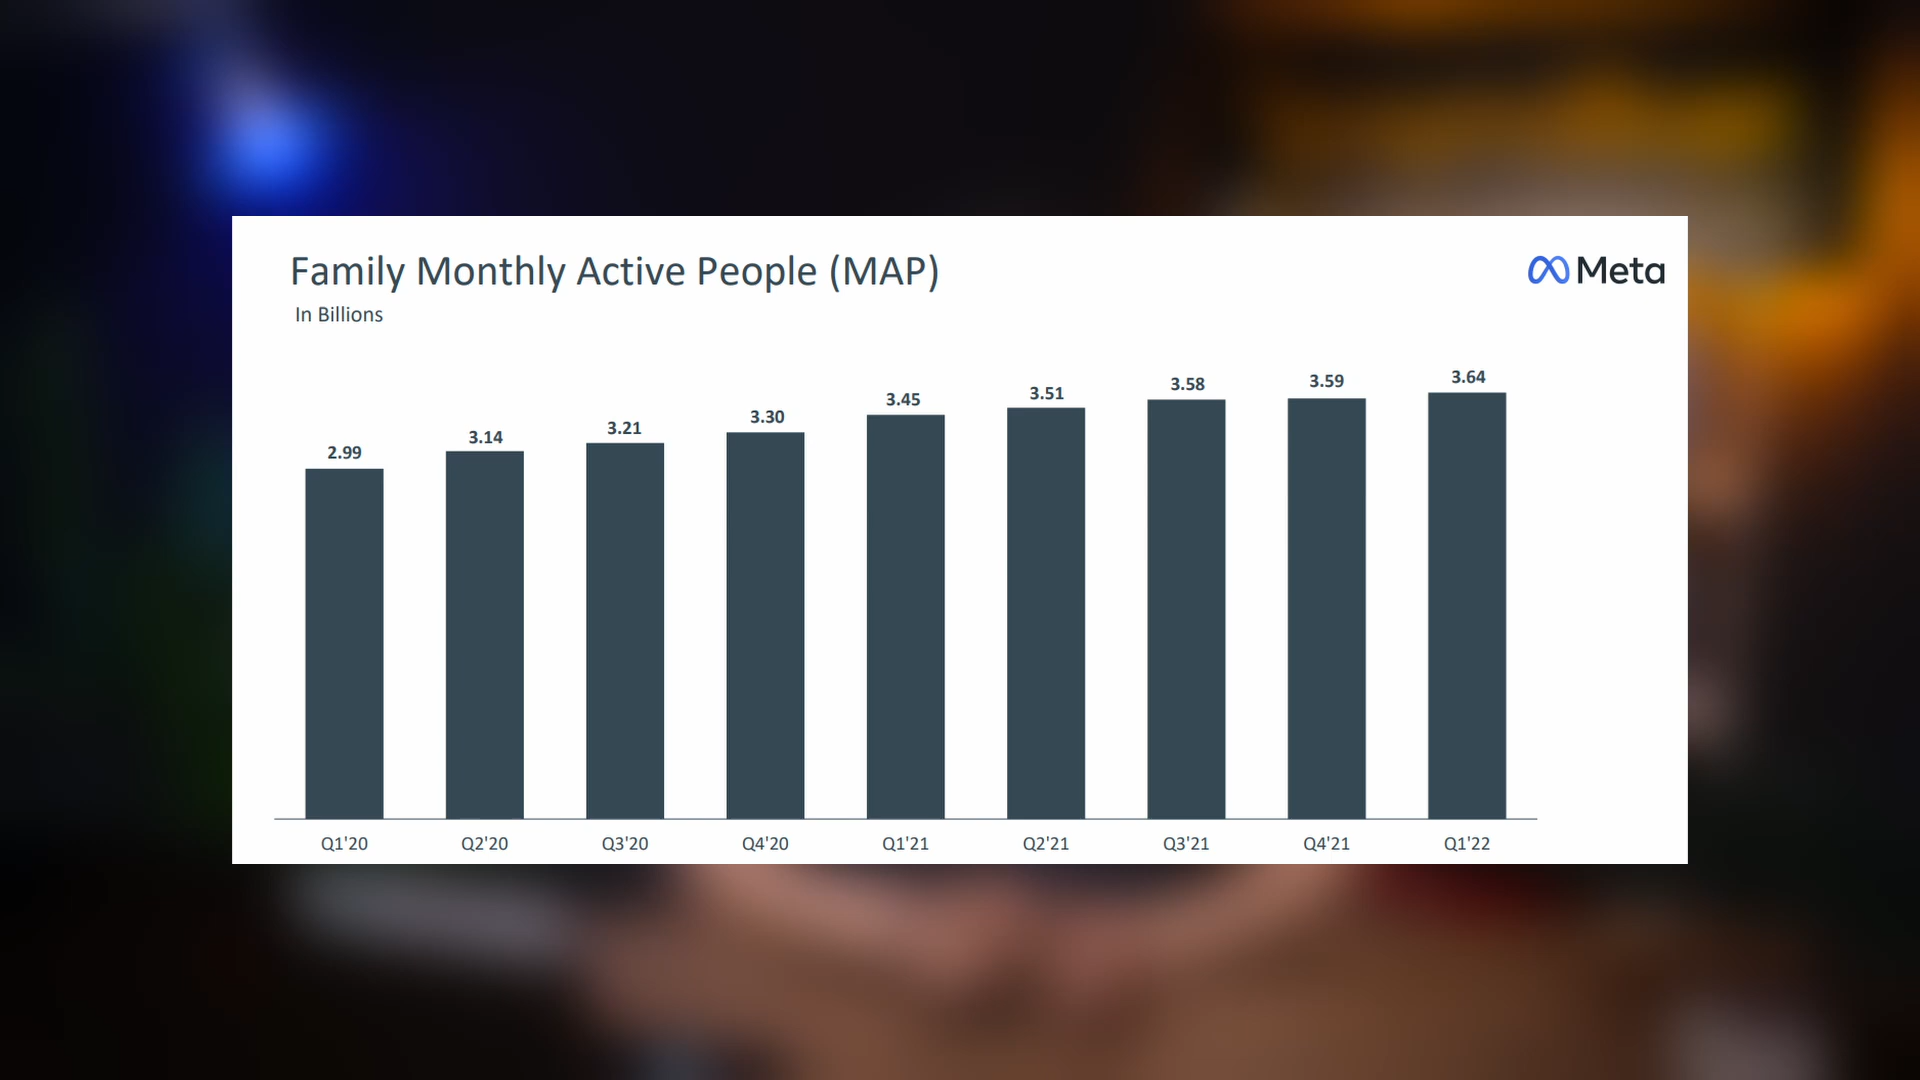 Family Monthly Active People (MAP)
Meta
In Billions
2.99
3.14
3.21
3.30
3.45
3.51
3.58
3.59
3.64
Q1'20
Q2'20
Q3'20
Q4'20
Q1'21
Q2'21
Q3'21
Q4'21
Q1'22